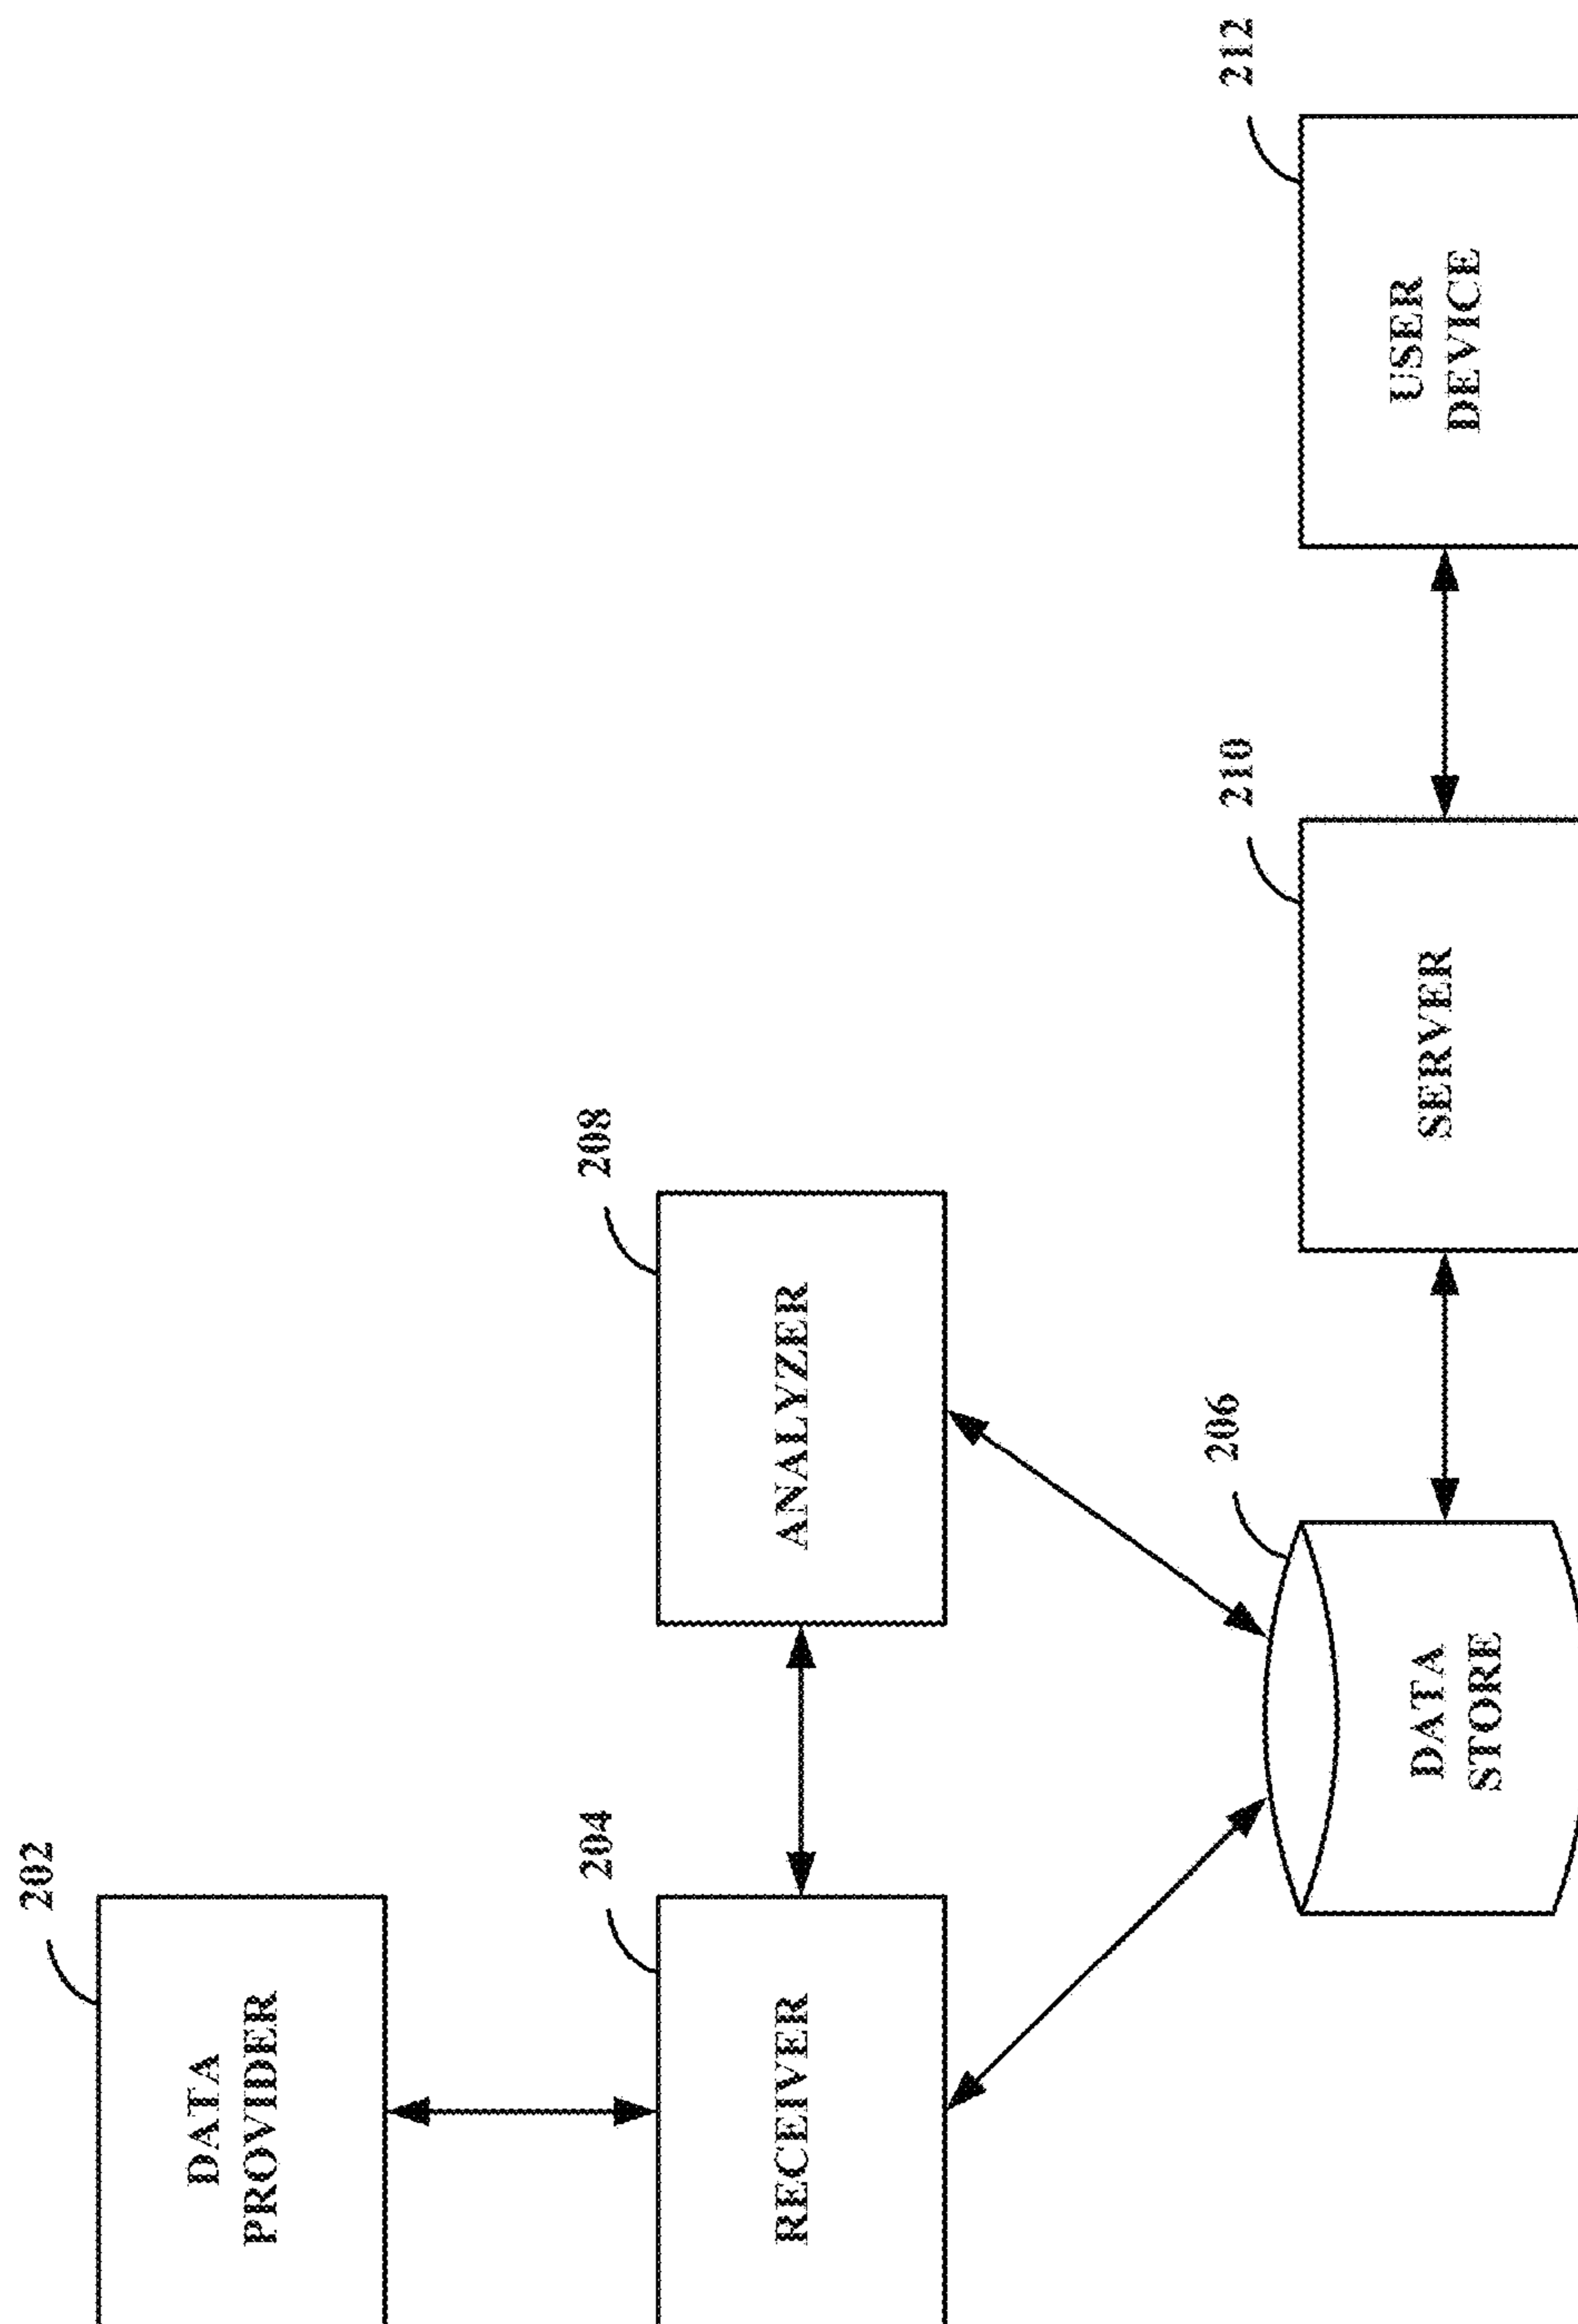 202
DATA
PROVIDER
204
RECEIVER
208
ANALYZER
206
DATA
STORE
210
SERVER
212
USER
DEVICE